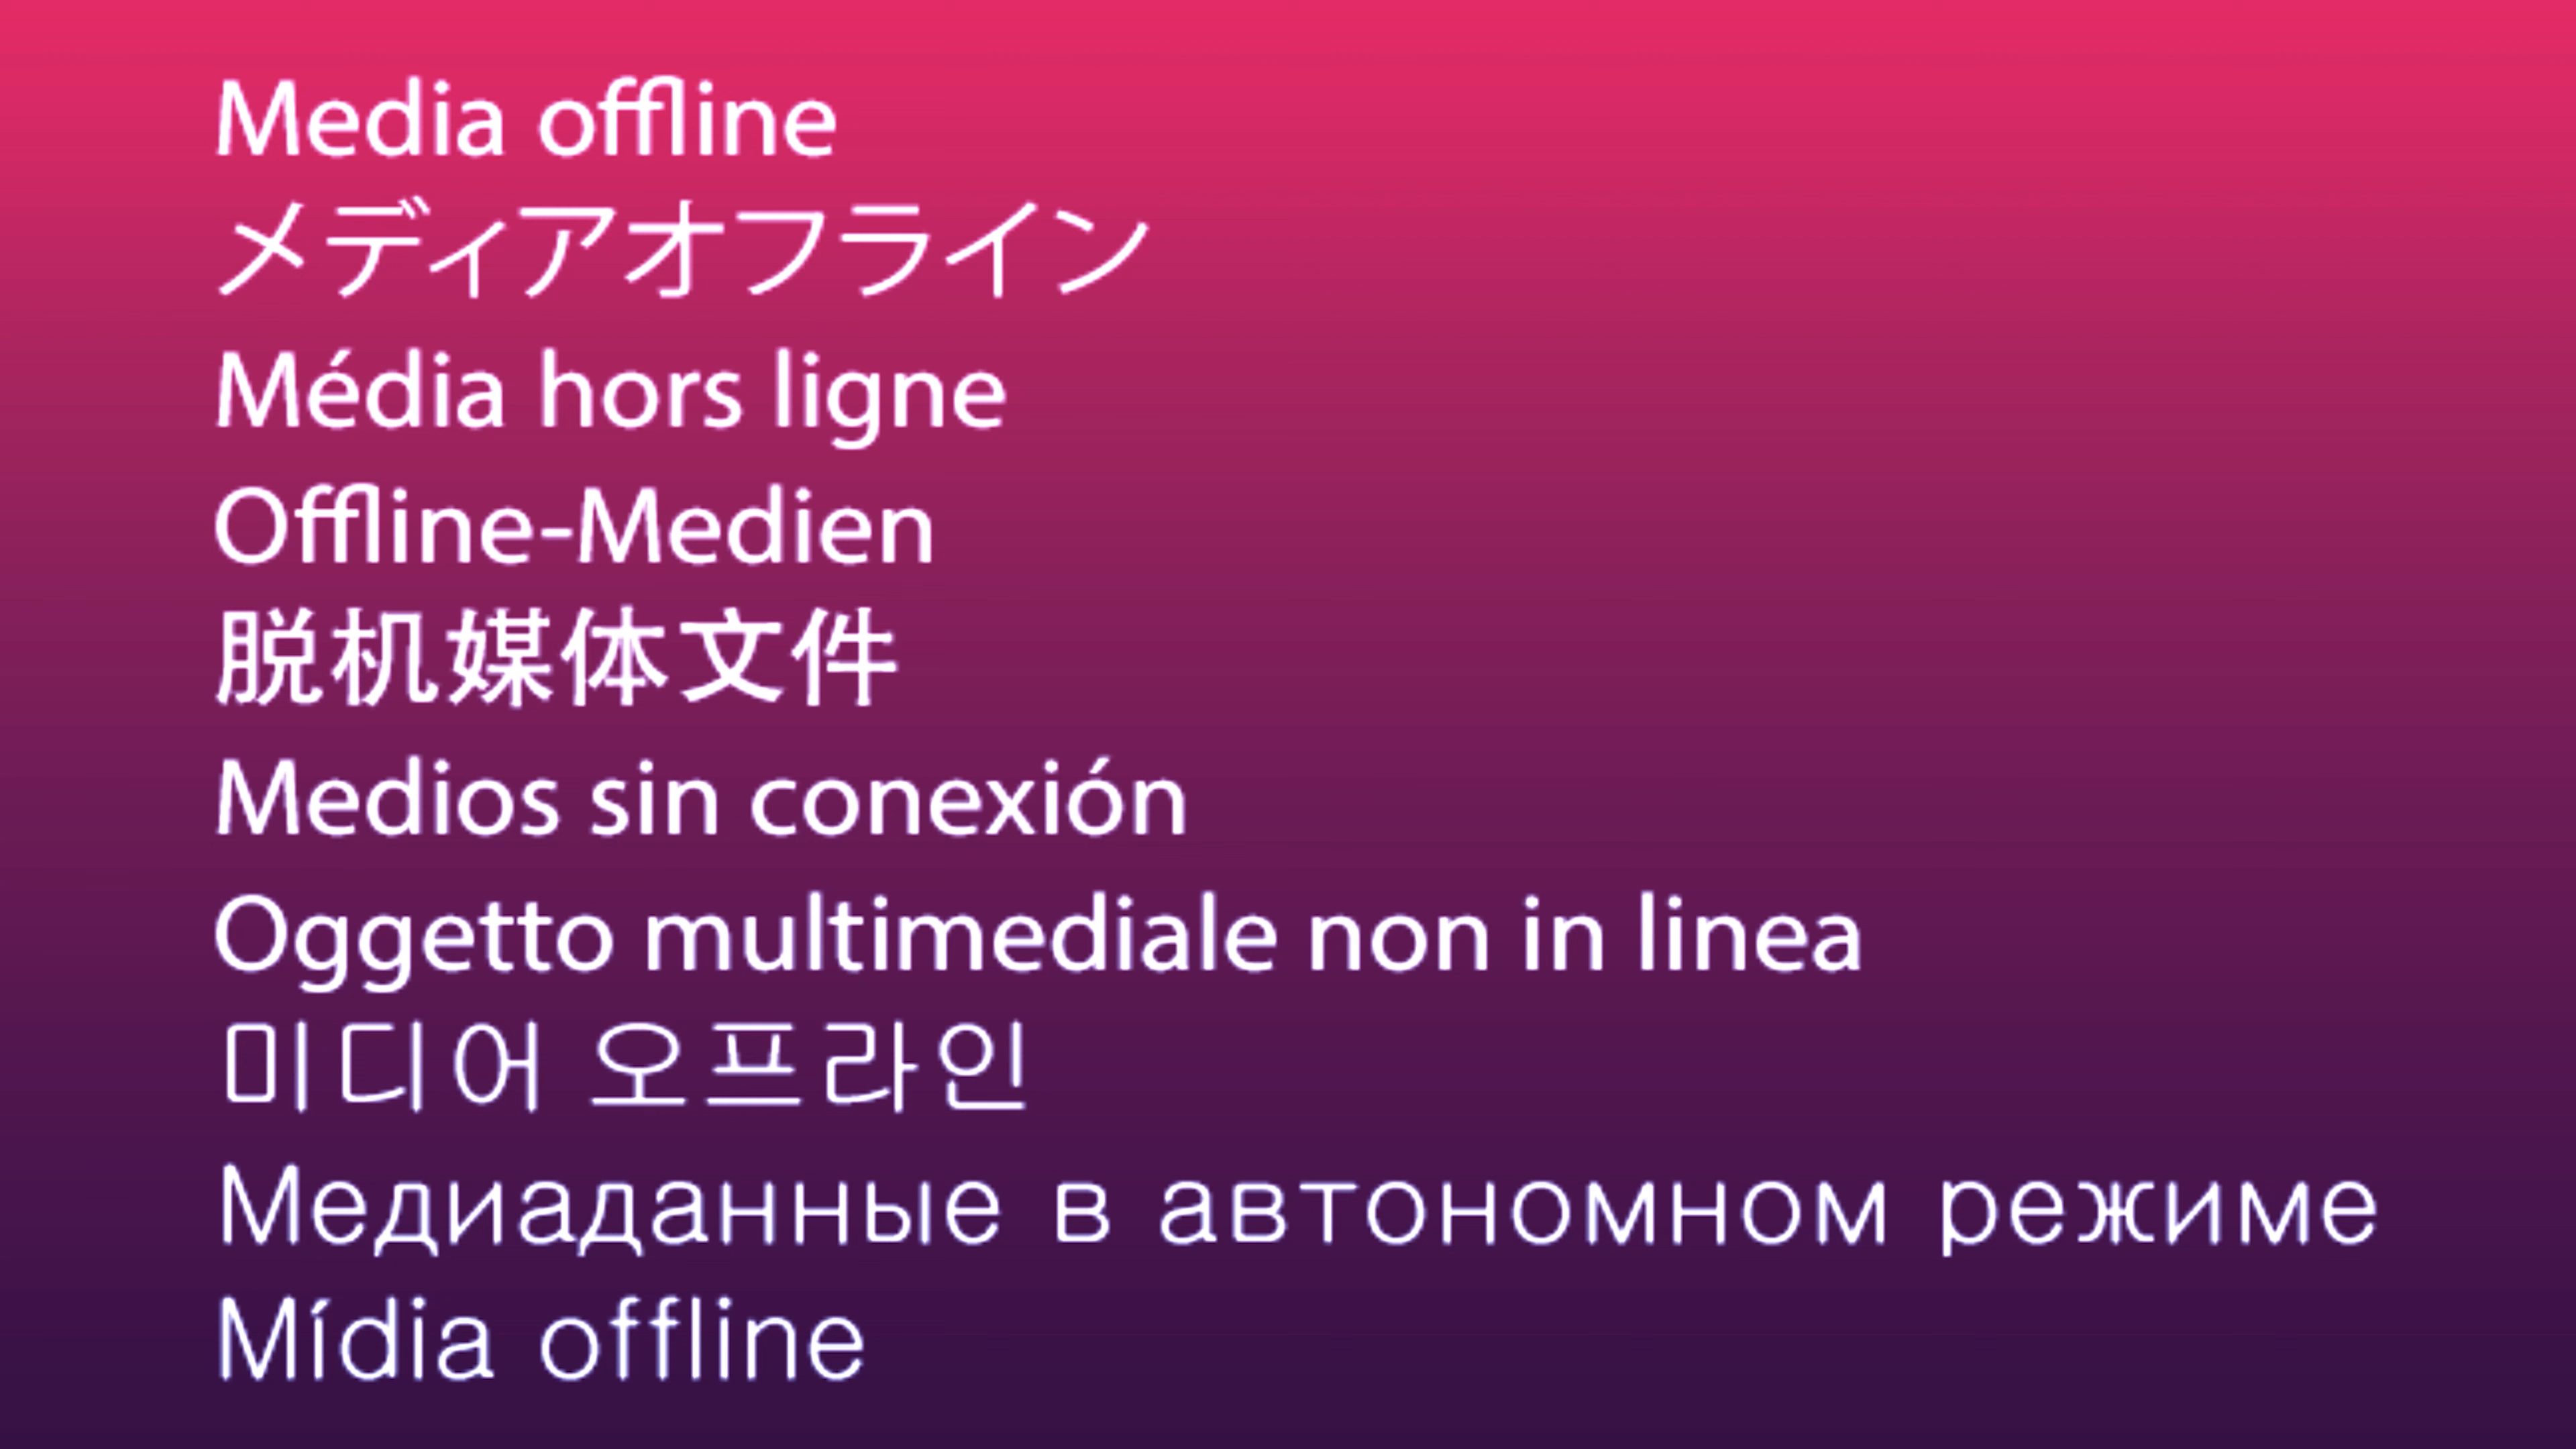 Media offline
メディアオフライン
Média hors ligne
Offline-Medien
脱机媒体文件
Medios sin conexión
Oggetto multimediale non in linea
미디어 오프라인
Медиаданные в автономном режиме
Mídia offline